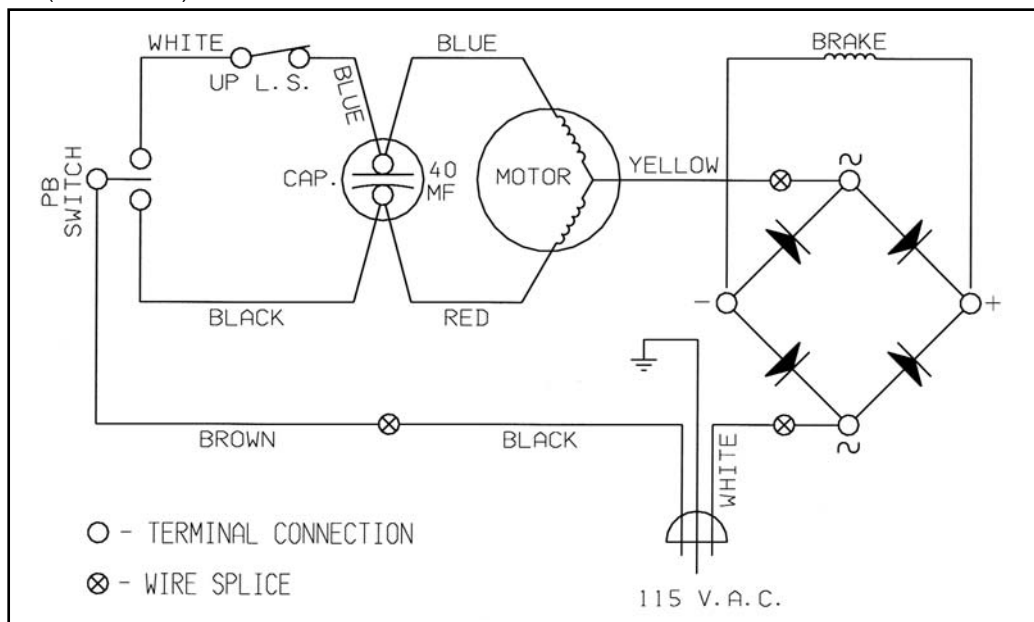 WHITE
UP L.S.
BLUE
BLUE
BRAKE
PB
SWITCH
CAP.
40
MF
MOTOR
YELLOW
-
+
BLACK
RED
BROWN
BLACK
WHITE
- TERMINAL CONNECTION
- WIRE SPLICE
115 V.A.C.